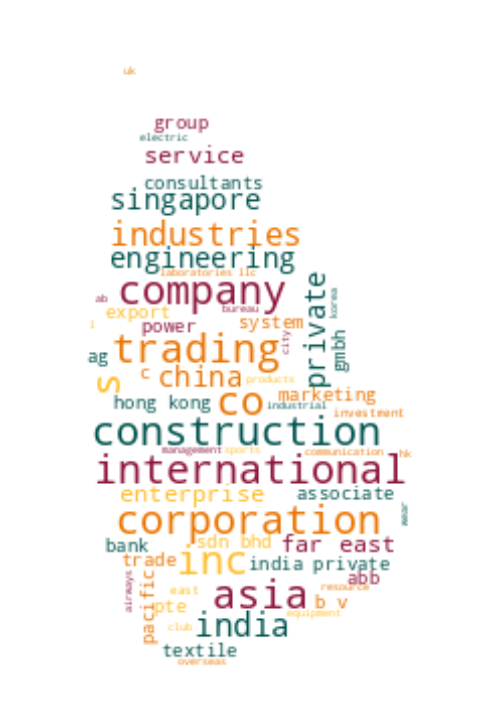 uk
group
electric
service
consultants
singapore
industries
engineering
laboratories llc
company
ab
bureau
export
private
korea
l
power
system
city
trading
gmbh
ag
c china
products
s
marketing
hong kong
co
industrial
investment
construction
management
sports
communication
hk
international
enterprise
associate
corporation
wear
bank
sdn bhd
far east
trade
inc
india private
abb
airways
pacific
east
asia
resource
pte
b v
equipment
club
india
textile
overseas